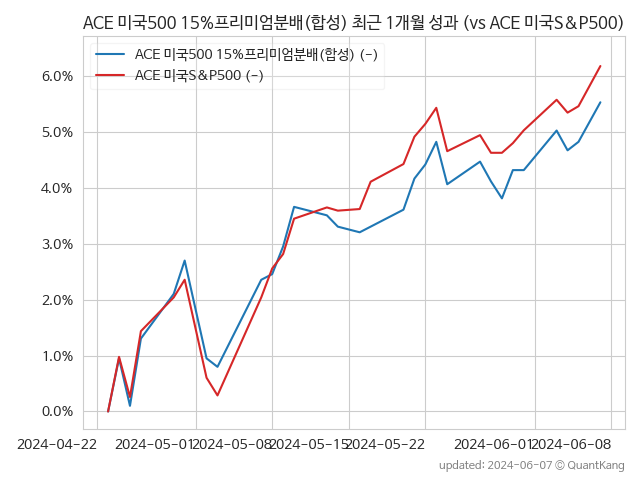 ACE 미국500 15%프리미엄분배(합성) 최근 1개월 성과 (vs ACE 미국S&P500)
ACE 미국500 15%프리미엄분배(합성) (-)
ACE 미국S&P500 (-)
6.0%
5.0%
4.0%
3.0%
2.0%
1.0%
0.0%
2024-04-22 2024-05-01 2024-05-08 2024-05-15 2024-05-22 2024-06-01 2024-06-08
updated: 2024-06-07 © QuantKang